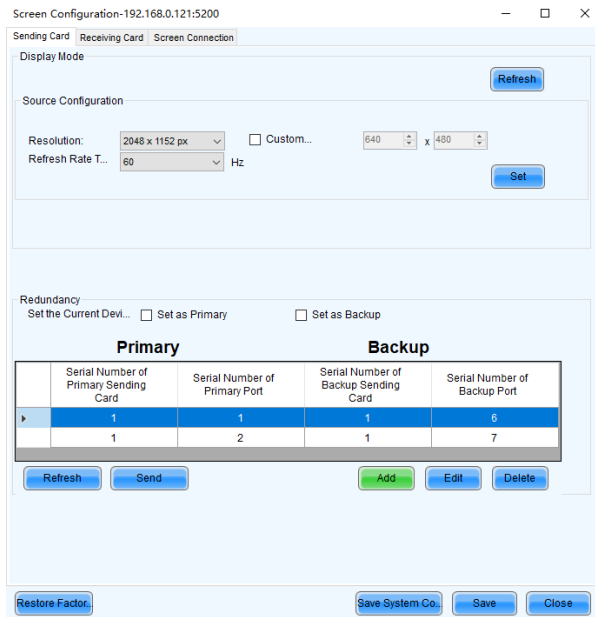 Screen Configuration-192.168.0.121:5200
Sending Card Receiving Card Screen Connection
Display Mode
Refresh
Source Configuration
Resolution: 2048 x 1152 px Custom... 640 x 480
Refresh Rate T... 60 Hz
Set
Redundancy
Set the Current Devi... Set as Primary Set as Backup
Primary Backup
Serial Number of Primary Sending Card Serial Number of Primary Port Serial Number of Backup Sending Card Serial Number of Backup Port
1 1 1 6
1 2 1 7
Refresh Send Add Edit Delete
Restore Factor... Save System Co... Save Close